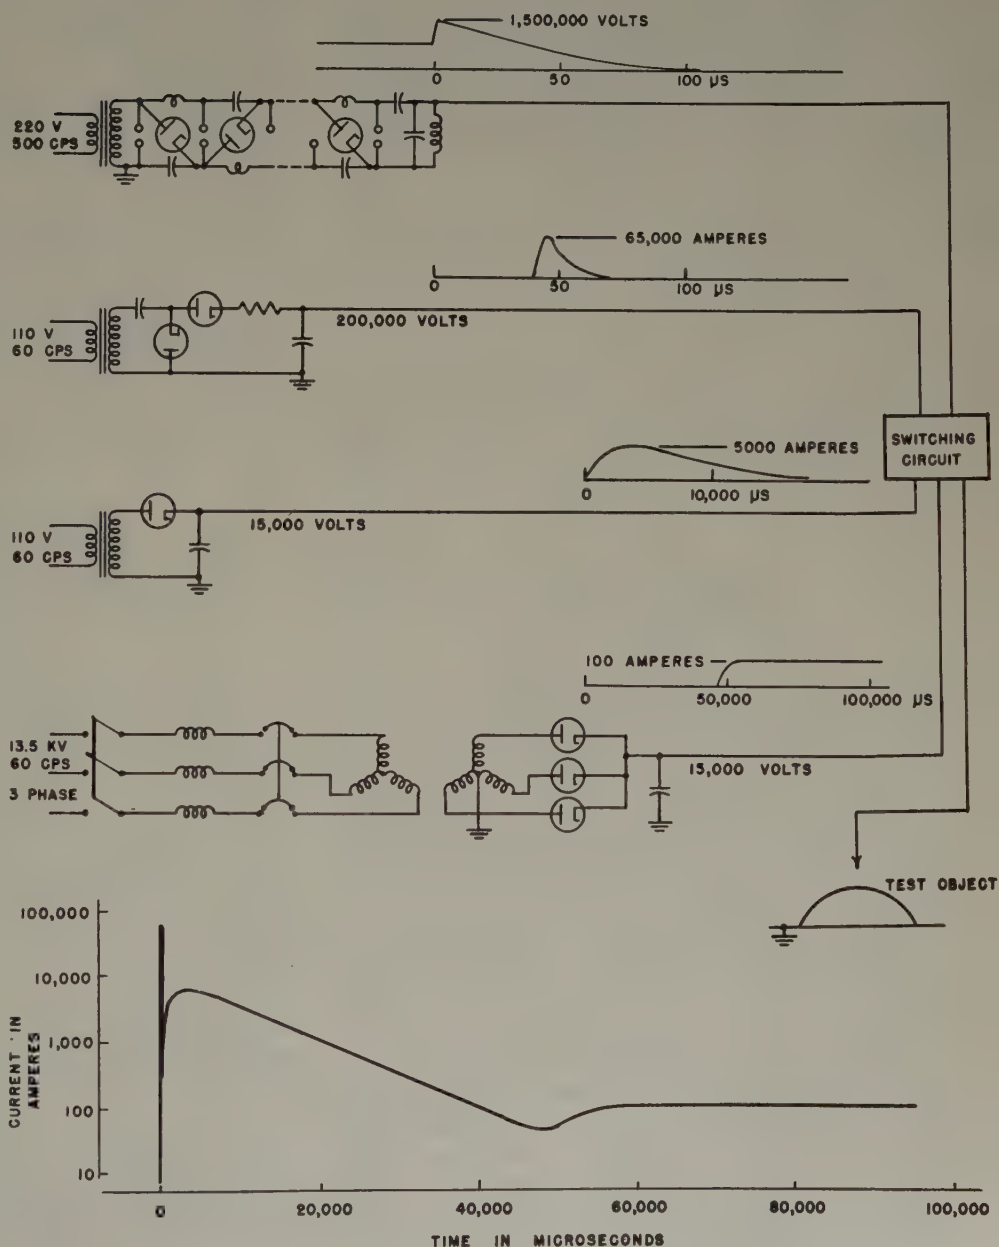 1,500,000 VOLTS
0 50 100 µS
220 V
500 CPS
65,000 AMPERES
0 50 100 µS
110 V
60 CPS
200,000 VOLTS
SWITCHING
CIRCUIT
5000 AMPERES
0 10,000 µS
110 V
60 CPS
15,000 VOLTS
100 AMPERES
0 50,000 100,000 µS
13.5 KV
60 CPS
3 PHASE
15,000 VOLTS
TEST OBJECT
100,000
10,000
1,000
100
10
CURRENT IN
AMPERES
0 20,000 40,000 60,000 80,000 100,000
TIME IN MICROSECONDS